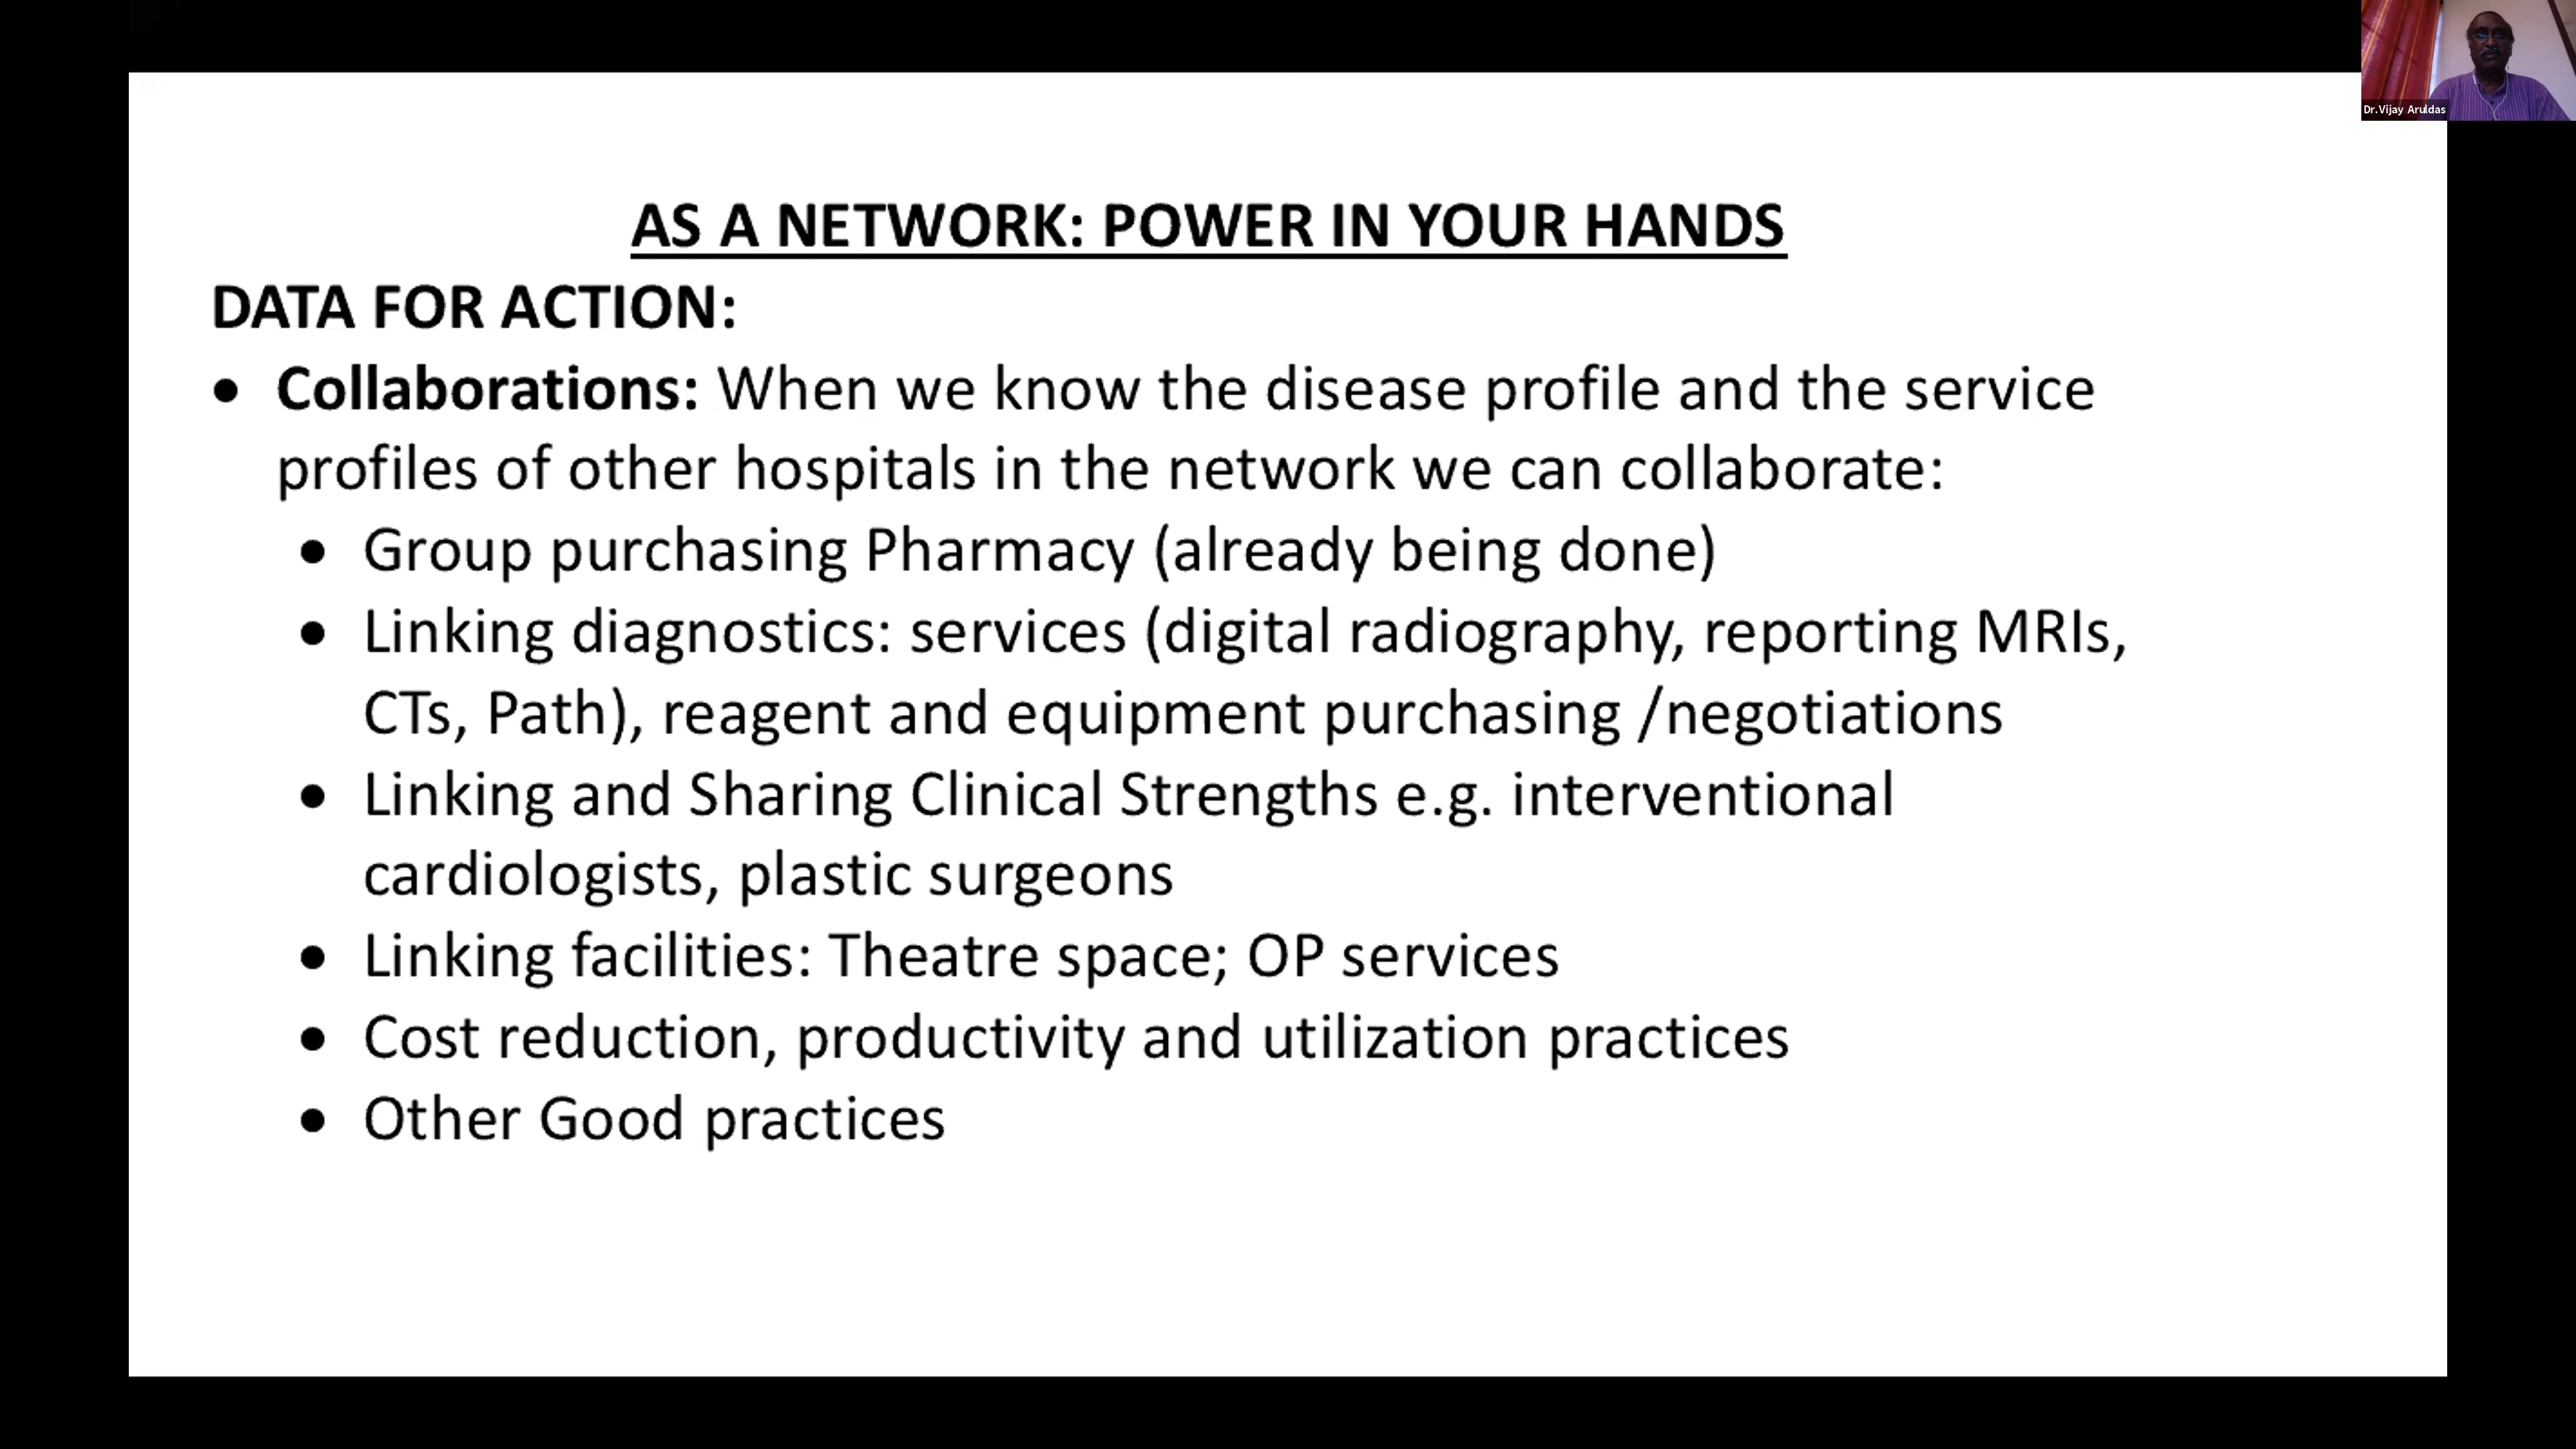 Dr.Vijay Aruldas
AS A NETWORK: POWER IN YOUR HANDS
DATA FOR ACTION:
• Collaborations: When we know the disease profile and the service
profiles of other hospitals in the network we can collaborate:
• Group purchasing Pharmacy (already being done)
• Linking diagnostics: services (digital radiography, reporting MRIs,
CTs, Path), reagent and equipment purchasing /negotiations
• Linking and Sharing Clinical Strengths e.g. interventional
cardiologists, plastic surgeons
• Linking facilities: Theatre space; OP services
• Cost reduction, productivity and utilization practices
• Other Good practices